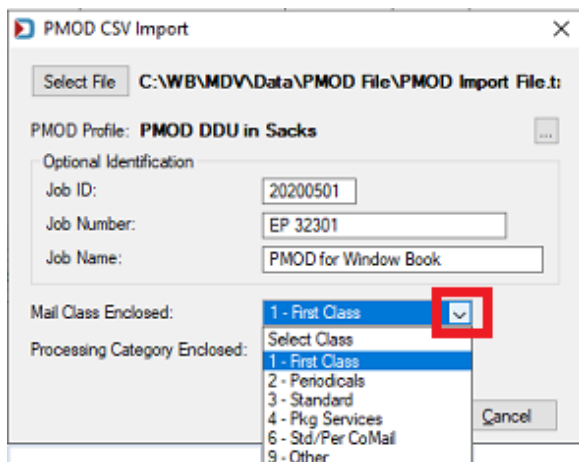 PMOD CSV Import
Select File C:\WB\MDV\Data\PMOD File\PMOD Import File.t
PMOD Profile: PMOD DDU in Sacks ...
Optional Identification
Job ID: 20200501
Job Number: EP 32301
Job Name: PMOD for Window Book
Mail Class Enclosed: 1 - First Class
Processing Category Enclosed: Select Class
1 - First Class
2 - Periodicals
3 - Standard
4 - Pkg Services
6 - Std/Per CoMail
9 - Other
Cancel